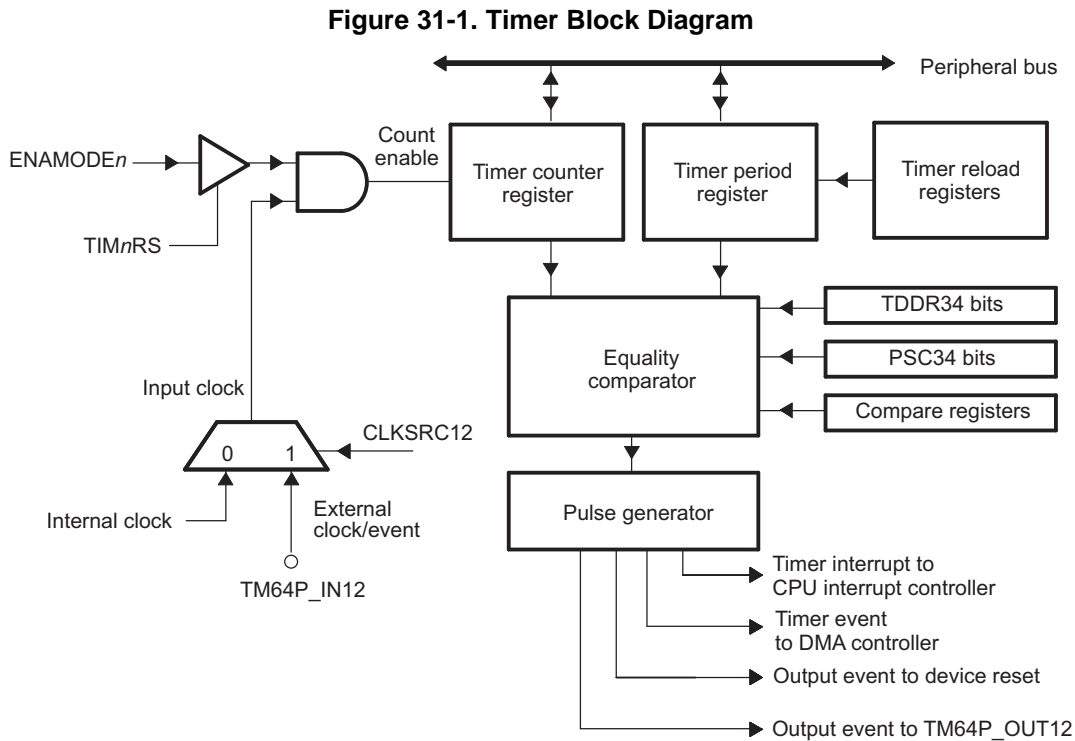 Figure 31-1. Timer Block Diagram
Peripheral bus
ENAMODEn
Count
enable
Timer counter
register
Timer period
register
Timer reload
registers
TIMnRS
TDDR34 bits
Equality
comparator
PSC34 bits
Input clock
Compare registers
CLKSRC12
0 1
Internal clock
External
clock/event
Pulse generator
TM64P_IN12
Timer interrupt to
CPU interrupt controller
Timer event
to DMA controller
Output event to device reset
Output event to TM64P_OUT12